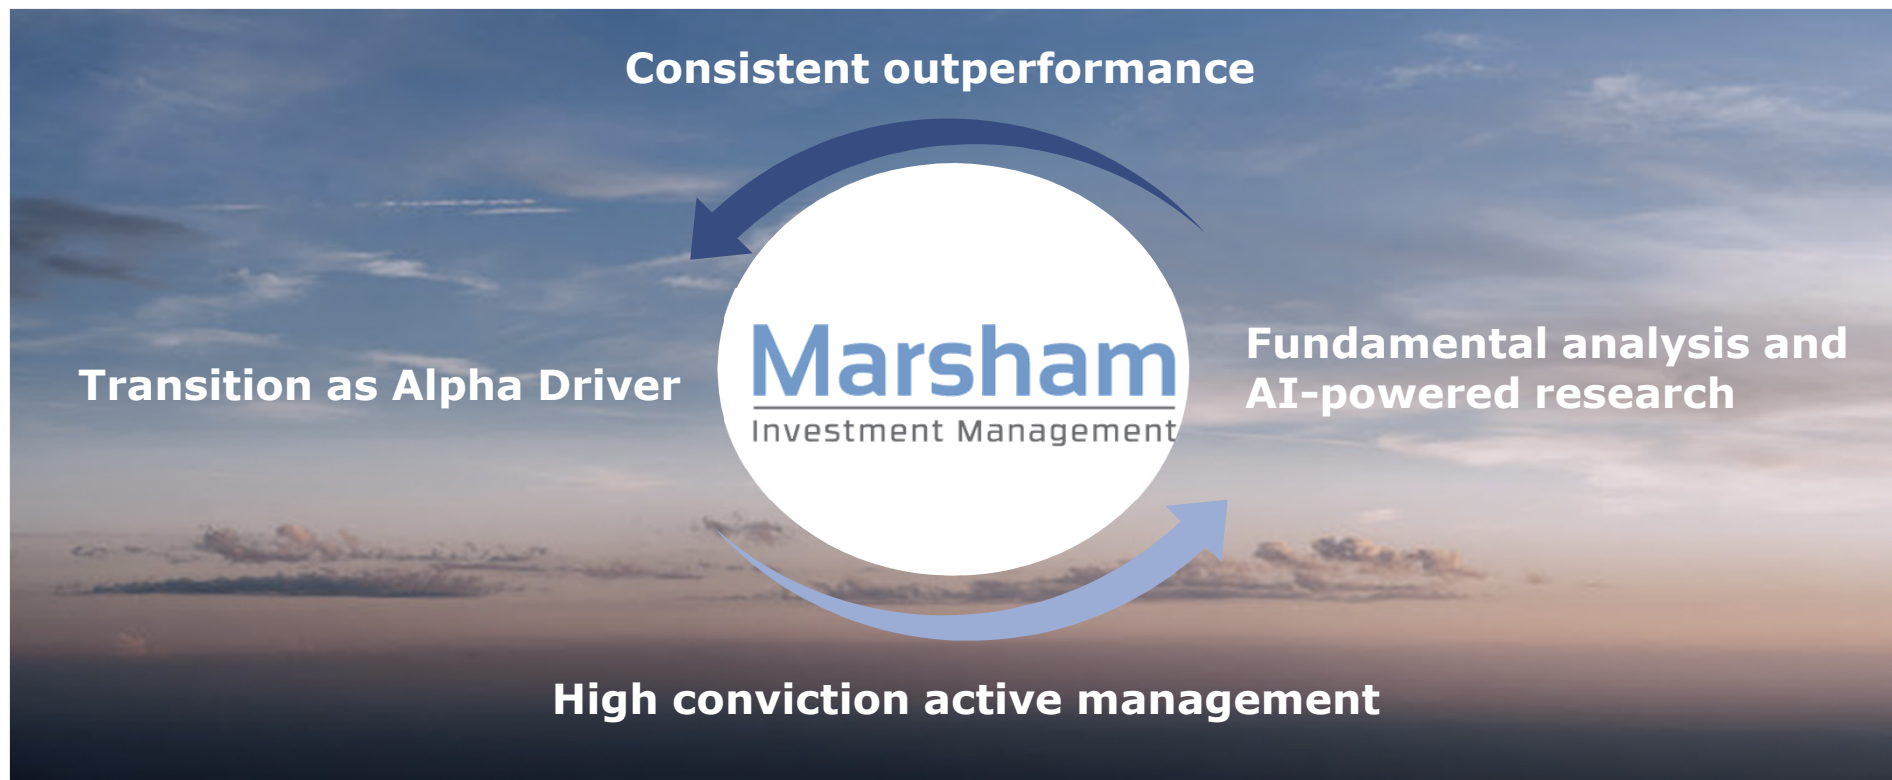 Consistent outperformance
Transition as Alpha Driver
Marsham
Investment Management
Fundamental analysis and
AI-powered research
High conviction active management